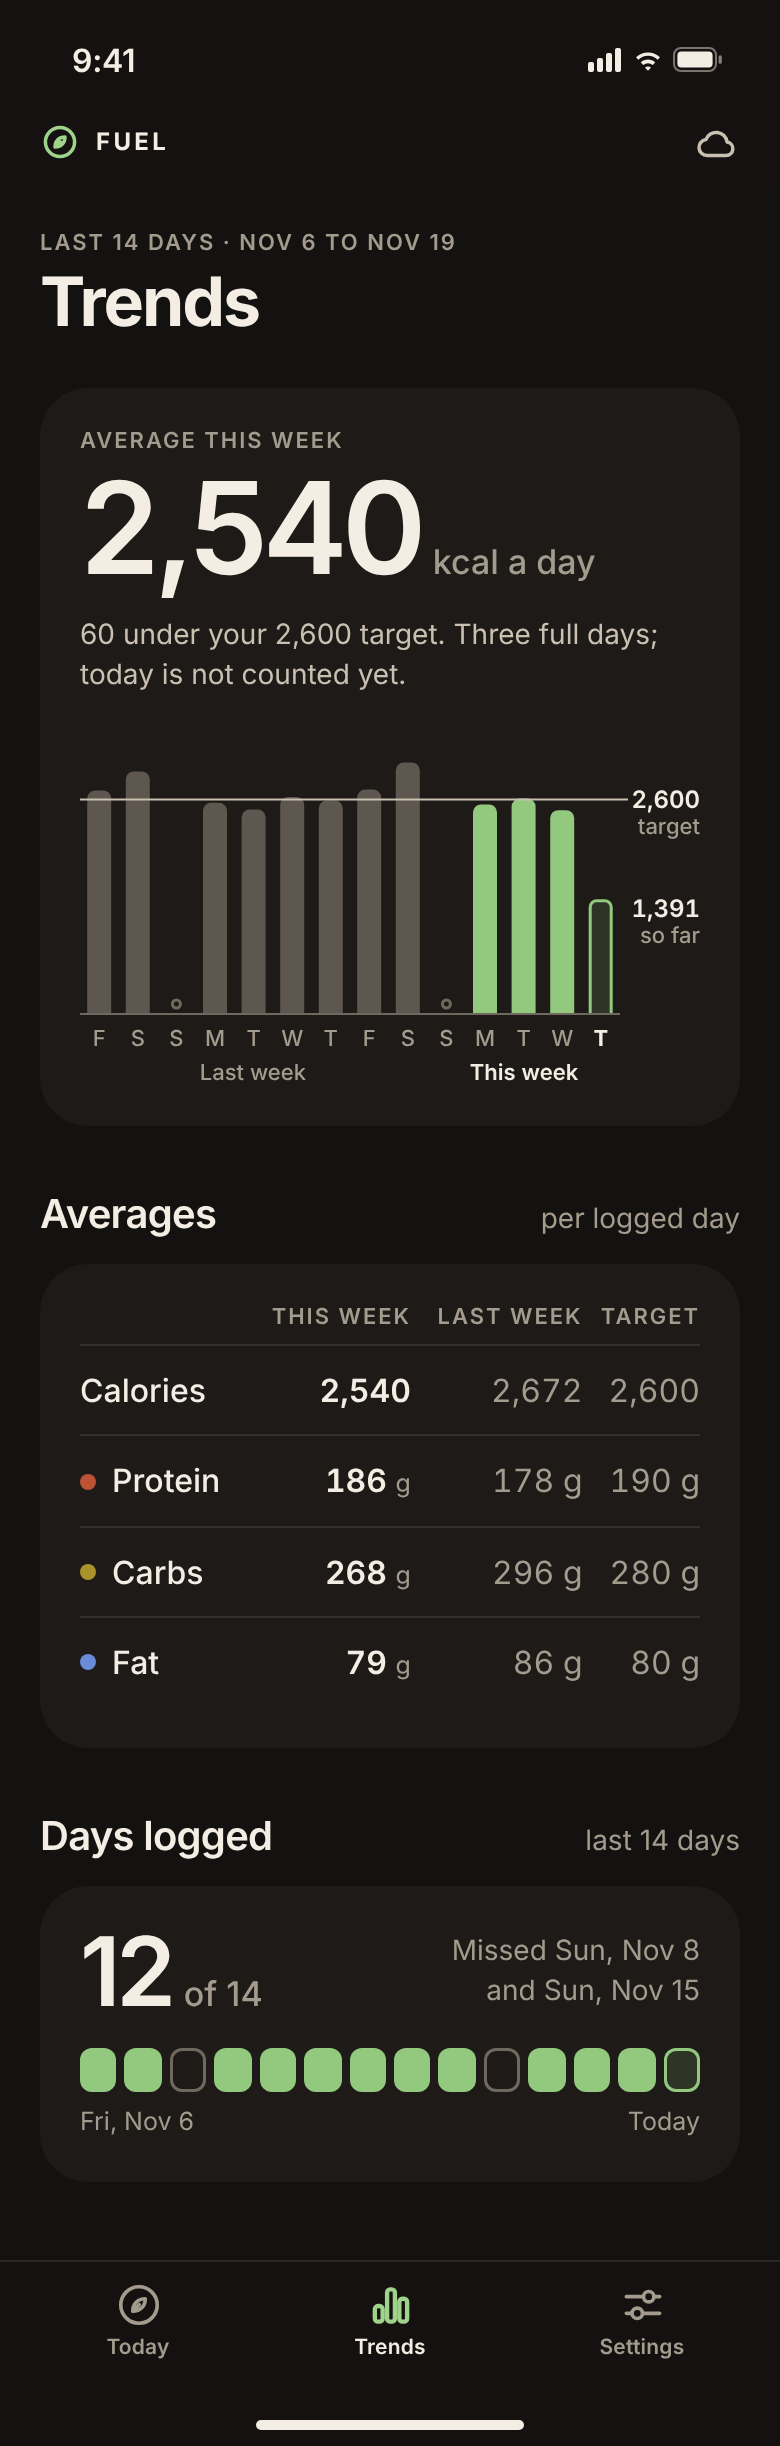 9:41
FUEL
LAST 14 DAYS · NOV 6 TO NOV 19
Trends
AVERAGE THIS WEEK
2,540 kcal a day
60 under your 2,600 target. Three full days;
today is not counted yet.
2,600
target
1,391
so far
F S S M T W T F S S M T W T
Last week This week
Averages per logged day
THIS WEEK LAST WEEK TARGET
Calories 2,540 2,672 2,600
Protein 186 g 178 g 190 g
Carbs 268 g 296 g 280 g
Fat 79 g 86 g 80 g
Days logged last 14 days
12 of 14
Missed Sun, Nov 8
and Sun, Nov 15
Fri, Nov 6 Today
Today Trends Settings